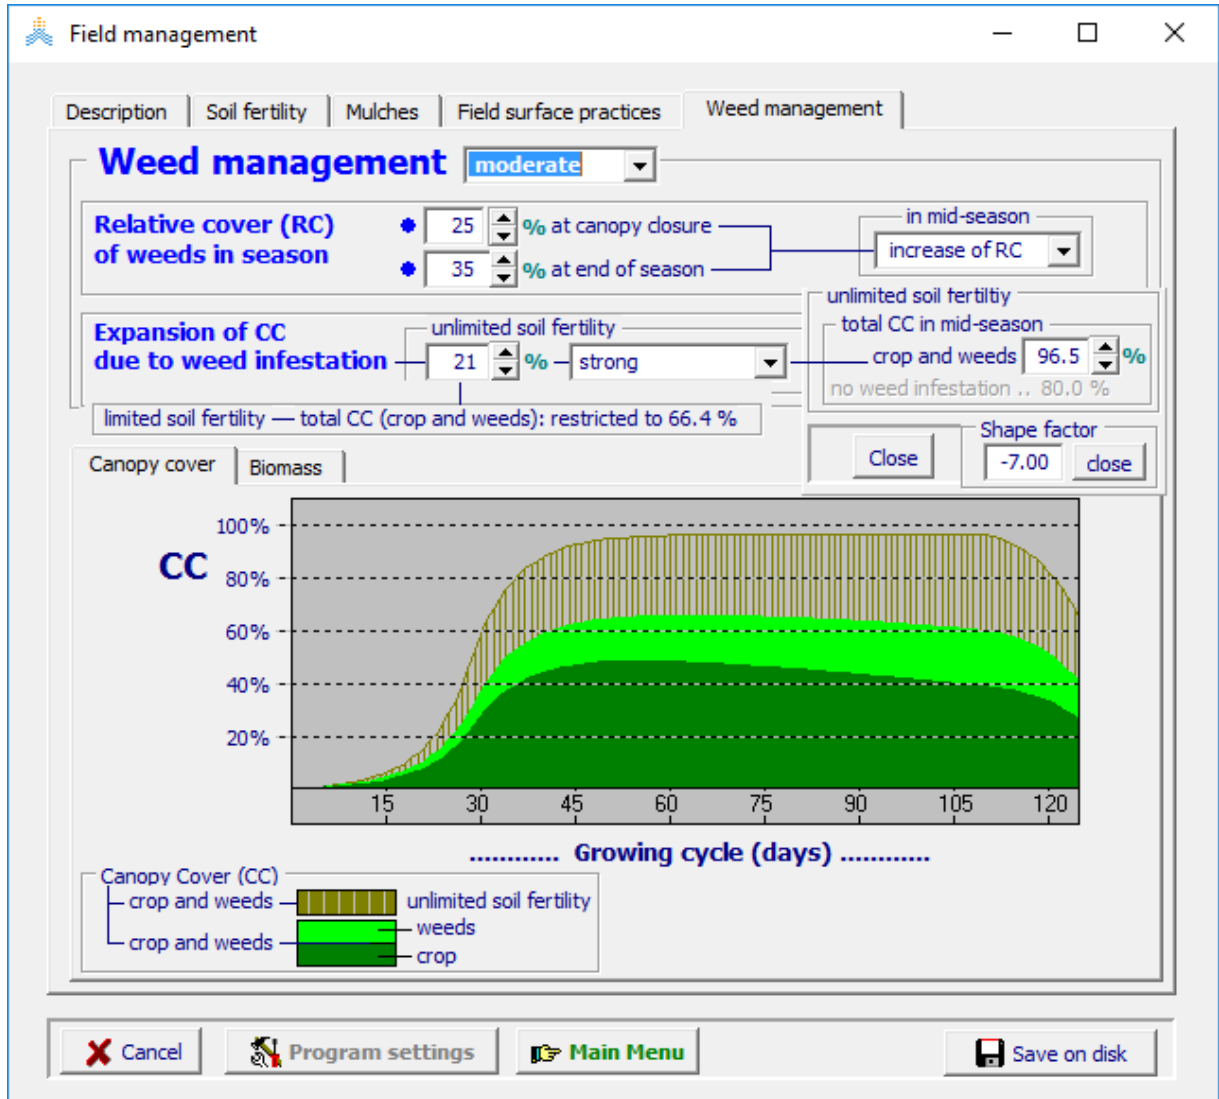 Field management
Description Soil fertility Mulches Field surface practices Weed management
Weed management moderate
Relative cover (RC)
of weeds in season
25 % at canopy closure
35 % at end of season
in mid-season
increase of RC
Expansion of CC
due to weed infestation
unlimited soil fertility
21 % strong
unlimited soil fertiltiy
total CC in mid-season
crop and weeds 96.5 %
no weed infestation .. 80.0 %
limited soil fertility — total CC (crop and weeds): restricted to 66.4 %
Close
Shape factor
-7.00 close
Canopy cover Biomass
CC
100%
80%
60%
40%
20%
15 30 45 60 75 90 105 120
............ Growing cycle (days) ............
Canopy Cover (CC)
crop and weeds unlimited soil fertility
weeds
crop and weeds
crop
Cancel Program settings Main Menu Save on disk